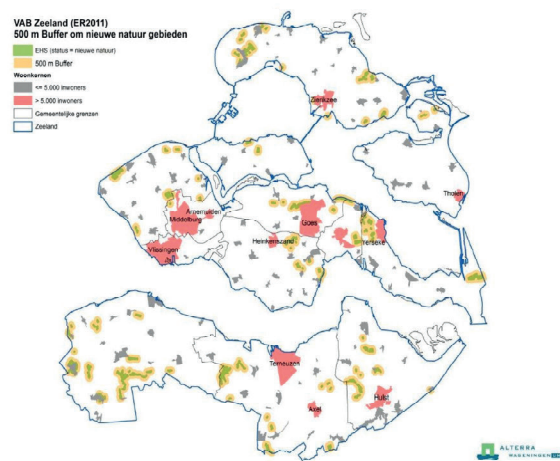 VAB Zeeland (ER2011)
500 m Buffer om nieuwe natuur gebieden
EHS (status = nieuwe natuur)
500 m Buffer
Woonkernen
<= 5.000 inwoners
> 5.000 inwoners
Gemeentelijke grenzen
Zeeland
Zierikzee
Tholen
Arnemuiden
Middelburg
Goes
Vlissingen
Heinkenszand
Yerseke
Terneuzen
Hulst
Axel
ALTERRA
WAGENINGEN